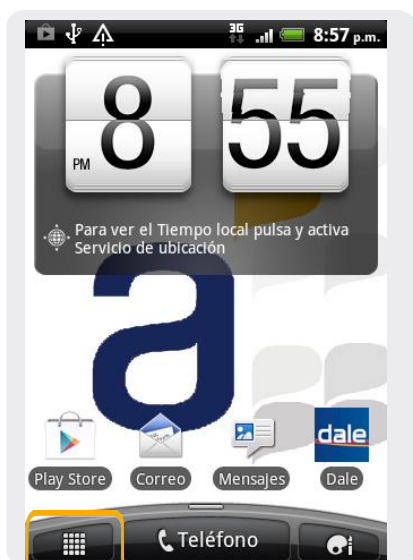 3G 8:57 p.m.
8 55
PM
Para ver el Tiempo local pulsa y activa
Servicio de ubicación
a
dale
Play Store Correo Mensajes Dale
Teléfono